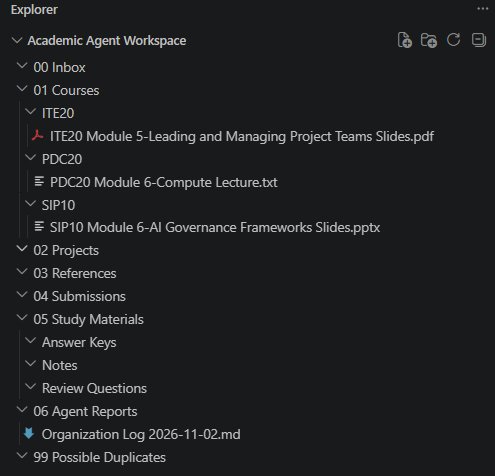 Explorer
Academic Agent Workspace
00 Inbox
01 Courses
ITE20
ITE20 Module 5-Leading and Managing Project Teams Slides.pdf
PDC20
PDC20 Module 6-Compute Lecture.txt
SIP10
SIP10 Module 6-AI Governance Frameworks Slides.pptx
02 Projects
03 References
04 Submissions
05 Study Materials
Answer Keys
Notes
Review Questions
06 Agent Reports
Organization Log 2026-11-02.md
99 Possible Duplicates